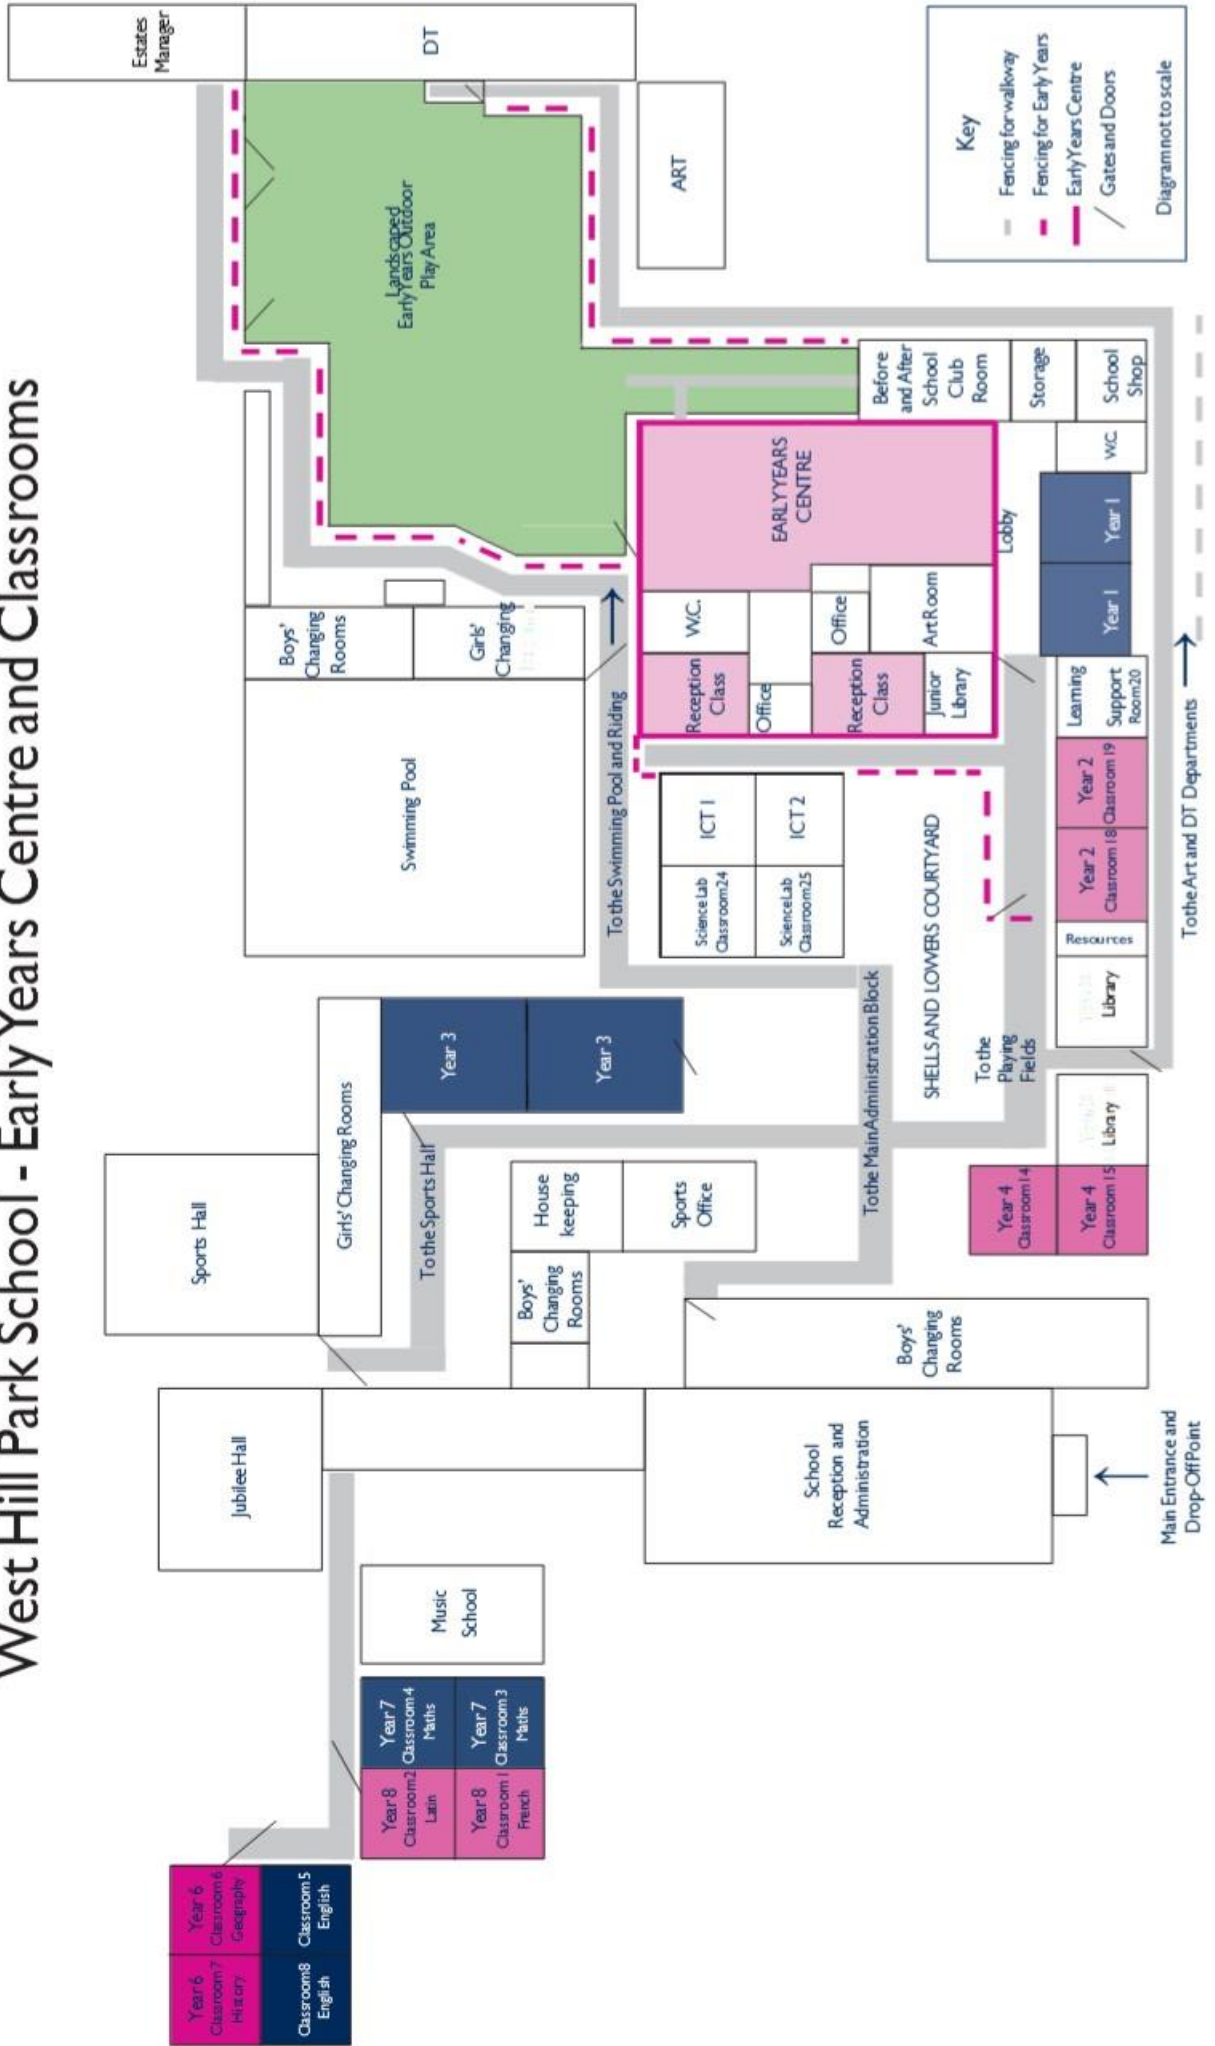 West Hill Park School - Early Years Centre and Classrooms
Year 6
Classroom 7
History
Year 6
Classroom 6
Geography
Classroom 8
English
Classroom 5
English
Year 8
Classroom 2
Latin
Year 7
Classroom 4
Maths
Year 8
Classroom 1
French
Year 7
Classroom 3
Maths
Music
School
Jubilee Hall
School
Reception and
Administration
Main Entrance and
Drop-Off Point
Sports Hall
Girls' Changing Rooms
To the Sports Hall
Boys'
Changing
Rooms
House
keeping
Sports
Office
Boys'
Changing
Rooms
To the Main Administration Block
Year 3
Year 3
Year 4
Classroom 14
Year 4
Classroom 15
Library
To the
Playing
Fields
SHELLS AND LOWERS COURTYARD
Library
Resources
Year 2
Classroom 18
Year 2
Classroom 19
Learning
Support
Room 20
Year 1
Year 1
W.C.
School
Shop
Storage
Before
and After
School
Club
Room
To the Art and DT Departments
Swimming Pool
Boys'
Changing
Rooms
Girls'
Changing
To the Swimming Pool and Riding
Science Lab
Classroom 24
ICT 1
Science Lab
Classroom 25
ICT 2
Reception
Class
W.C.
Office
Reception
Class
Office
Junior
Library
Art Room
EARLY YEARS
CENTRE
Lobby
Landscaped
Early Years Outdoor
Play Area
Estates
Manager
DT
ART
Key
Fencing for walkway
Fencing for Early Years
Early Years Centre
Gates and Doors
Diagram not to scale